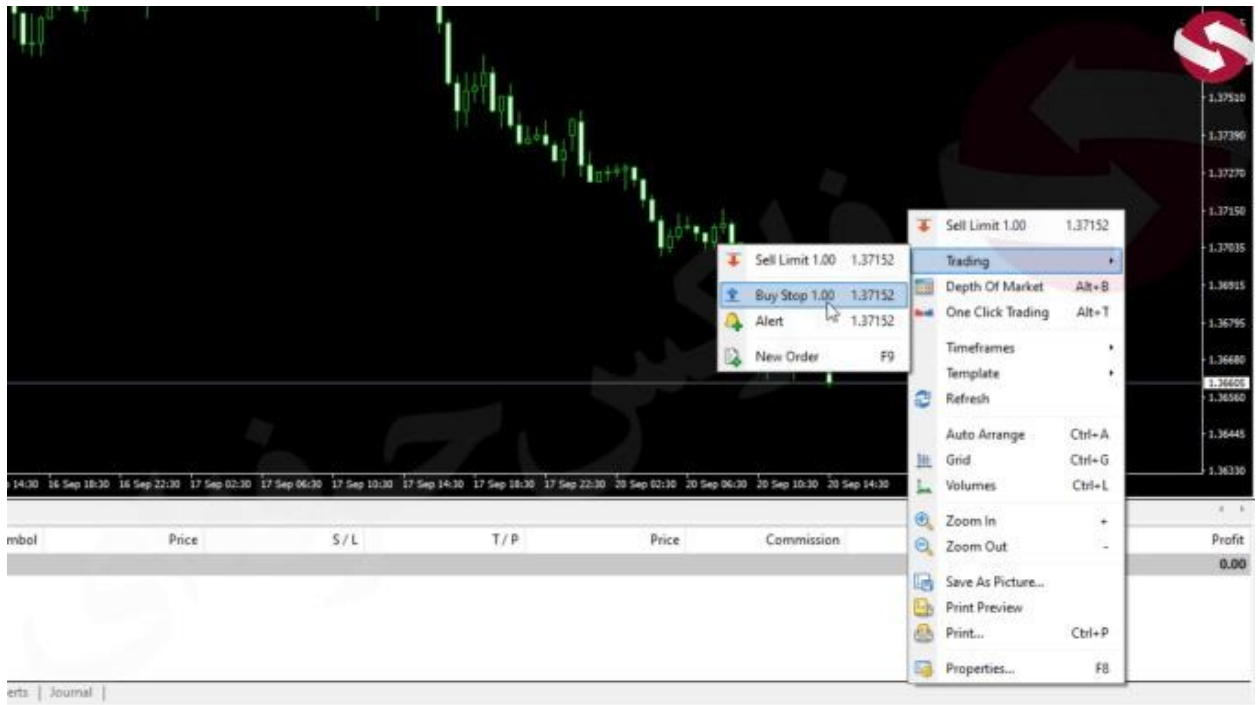 1.37510
1.37390
1.37270
1.37150
1.37035
1.36915
1.36795
1.36680
1.36605
1.36560
1.36445
1.36330
Sell Limit 1.00 1.37152
Trading
Depth Of Market Alt+B
One Click Trading Alt+T
Timeframes
Template
Refresh
Auto Arrange Ctrl+A
Grid Ctrl+G
Volumes Ctrl+L
Zoom In +
Zoom Out -
Save As Picture...
Print Preview
Print... Ctrl+P
Properties... F8
Sell Limit 1.00 1.37152
Buy Stop 1.00 1.37152
Alert 1.37152
New Order F9
14:30 16 Sep 18:30 16 Sep 22:30 17 Sep 02:30 17 Sep 06:30 17 Sep 10:30 17 Sep 14:30 17 Sep 18:30 17 Sep 22:30 20 Sep 02:30 20 Sep 06:30 20 Sep 10:30 20 Sep 14:30
mbol Price S / L T / P Price Commission Profit
0.00
erts | Journal |